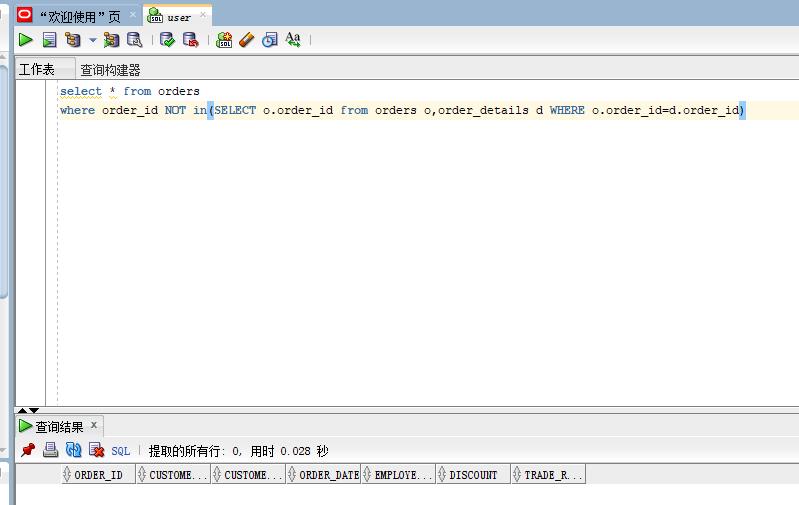 “欢迎使用”页 × user ×
工作表 查询构建器
select * from orders
where order_id NOT in(SELECT o.order_id from orders o,order_details d WHERE o.order_id=d.order_id)
查询结果 ×
SQL | 提取的所有行: 0, 用时 0.028 秒
ORDER_ID CUSTOME... CUSTOME... ORDER_DATE EMPLOYE... DISCOUNT TRADE_R...